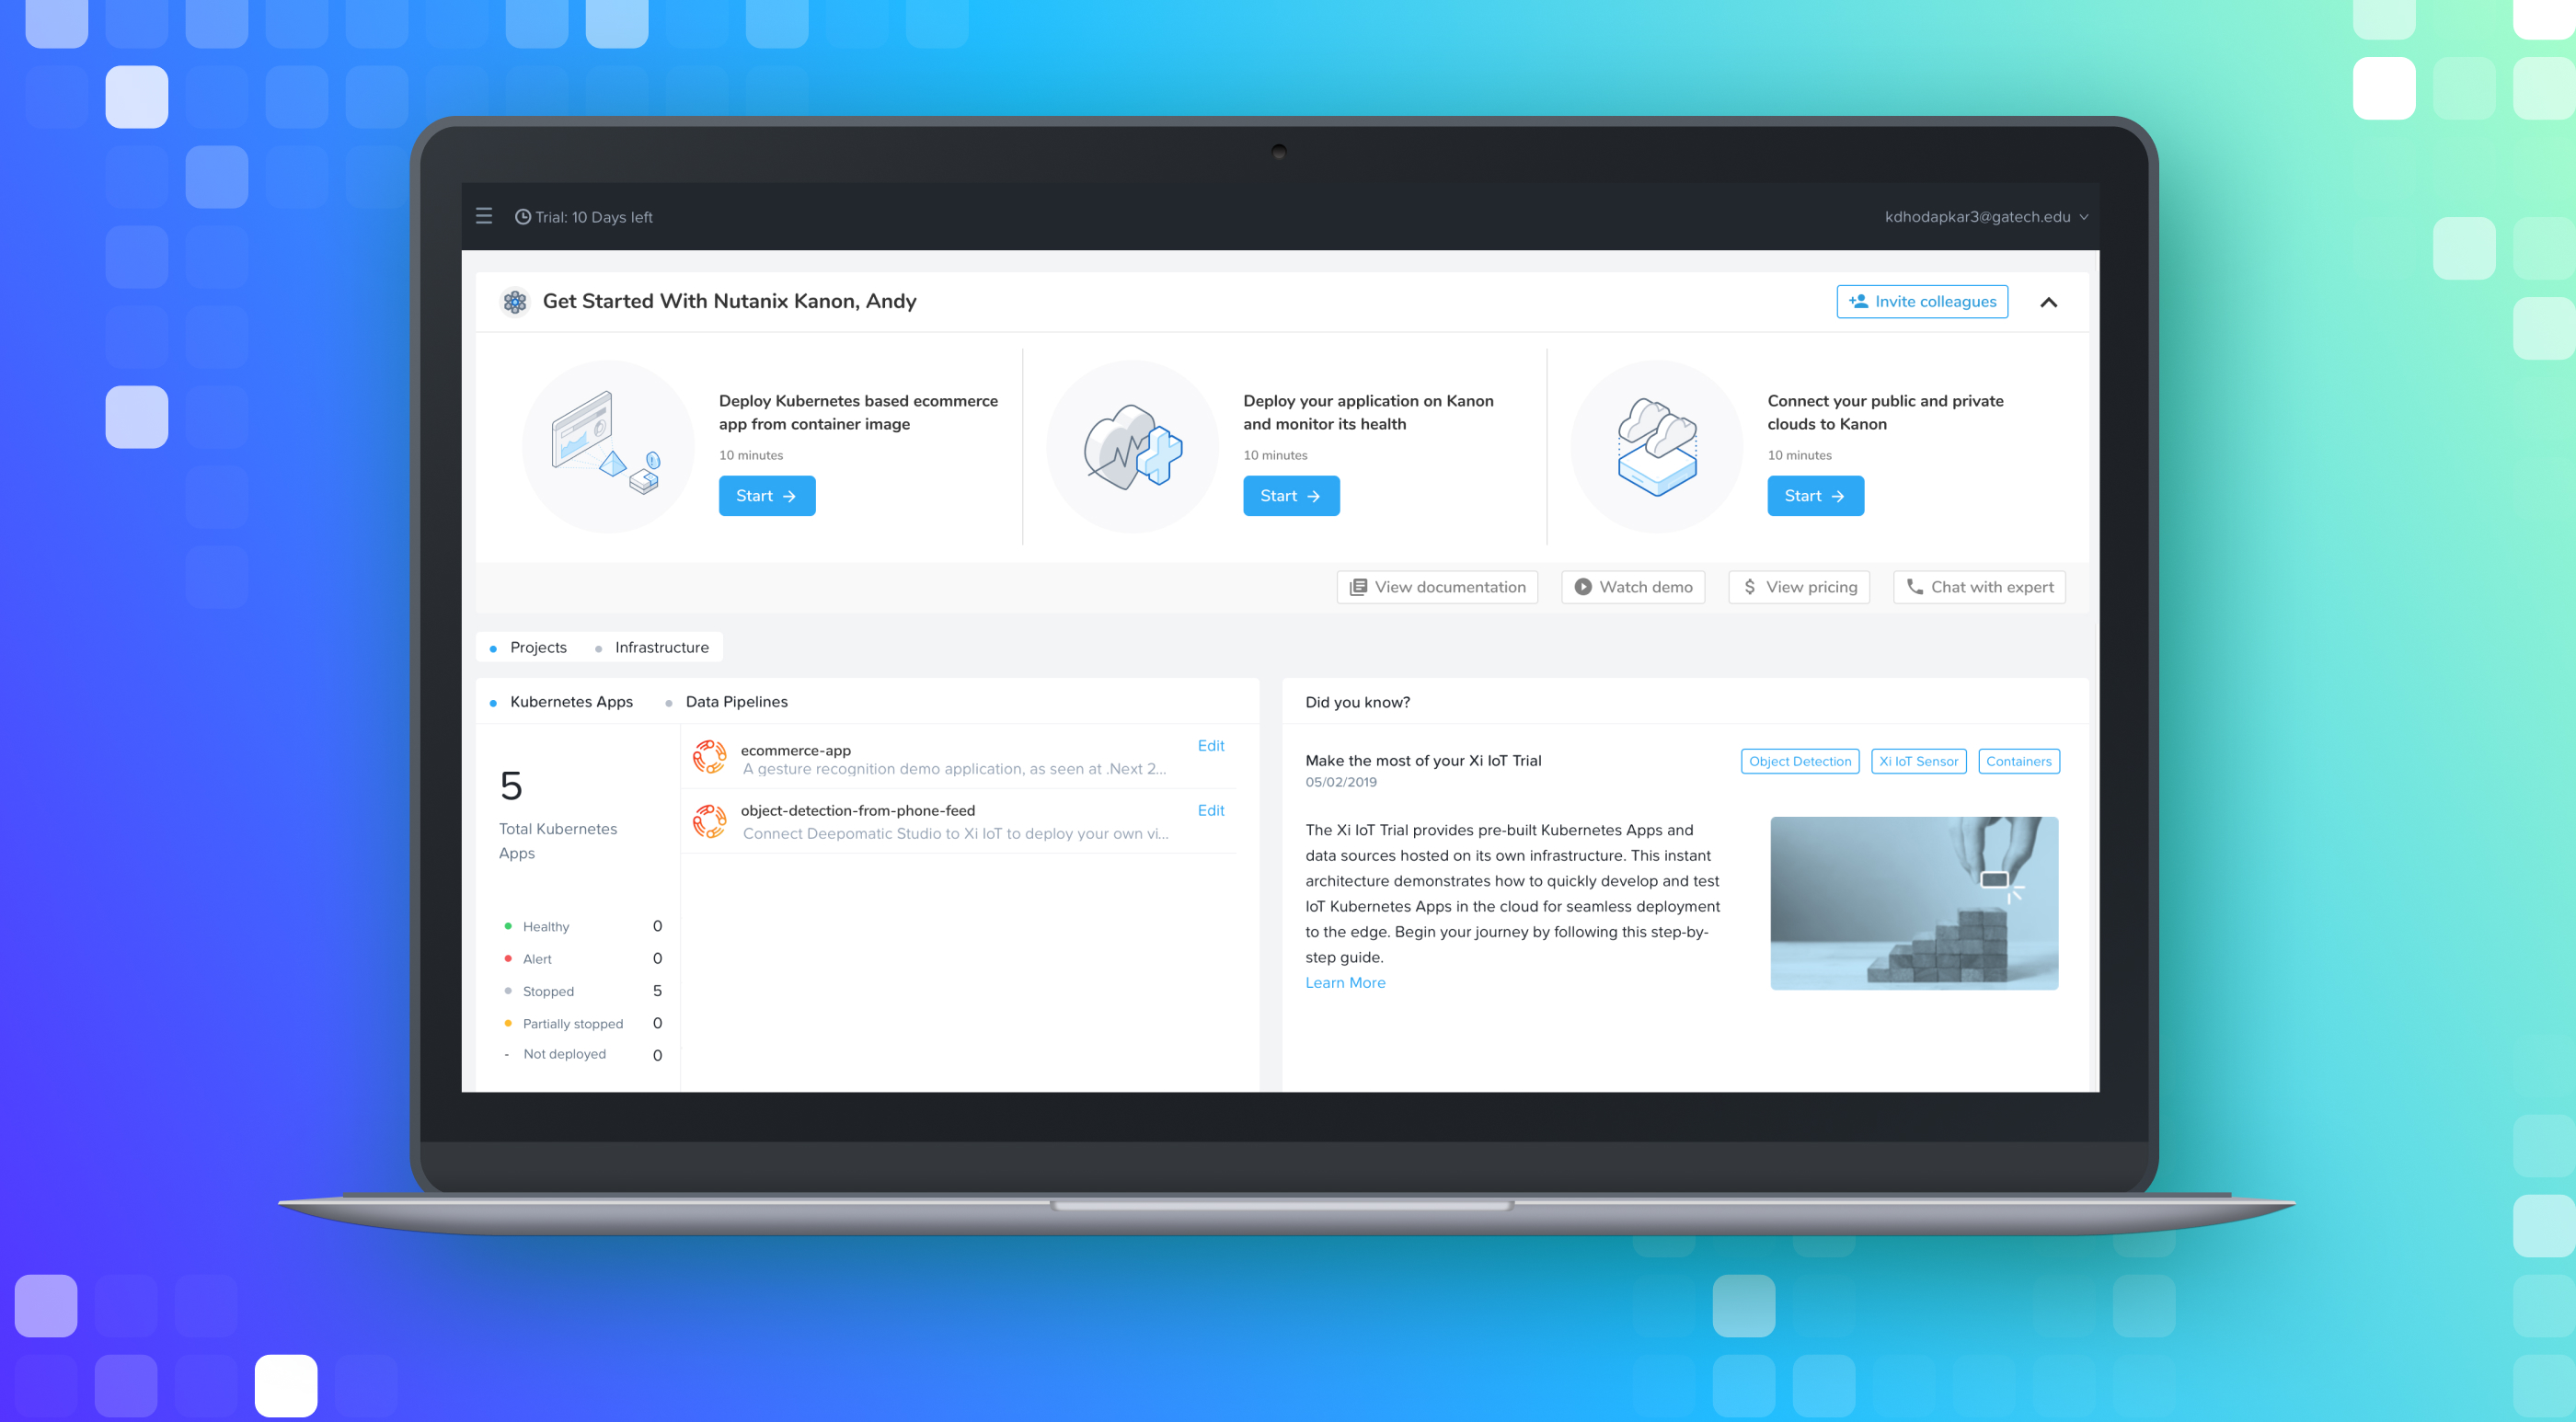 Trial: 10 Days left
kdhodapkar3@gatech.edu
Get Started With Nutanix Kanon, Andy
Invite colleagues
Deploy Kubernetes based ecommerce
app from container image
10 minutes
Start
Deploy your application on Kanon
and monitor its health
10 minutes
Start
Connect your public and private
clouds to Kanon
10 minutes
Start
View documentation
Watch demo
$ View pricing
Chat with expert
Projects
Infrastructure
Kubernetes Apps
Data Pipelines
5
Total Kubernetes
Apps
Healthy 0
Alert 0
Stopped 5
Partially stopped 0
- Not deployed 0
ecommerce-app
Edit
A gesture recognition demo application, as seen at .Next 2...
object-detection-from-phone-feed
Edit
Connect Deepomatic Studio to Xi IoT to deploy your own vi...
Did you know?
Make the most of your Xi IoT Trial
05/02/2019
Object Detection
Xi IoT Sensor
Containers
The Xi IoT Trial provides pre-built Kubernetes Apps and
data sources hosted on its own infrastructure. This instant
architecture demonstrates how to quickly develop and test
IoT Kubernetes Apps in the cloud for seamless deployment
to the edge. Begin your journey by following this step-by-
step guide.
Learn More